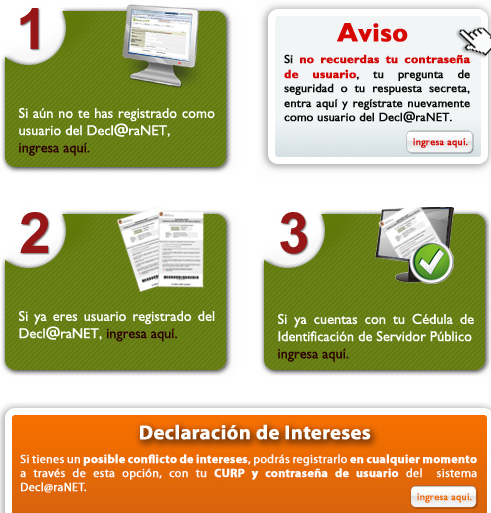 1
Si aún no te has registrado como
usuario del Decl@raNET,
ingresa aquí.
Aviso
Si no recuerdas tu contraseña
de usuario, tu pregunta de
seguridad o tu respuesta secreta,
entra aquí y regístrate nuevamente
como usuario del Decl@raNET.
ingresa aquí.
2
Si ya eres usuario registrado del
Decl@raNET, ingresa aquí.
3
Si ya cuentas con tu Cédula de
Identificación de Servidor Público
ingresa aquí.
Declaración de Intereses
Si tienes un posible conflicto de intereses, podrás registrarlo en cualquier momento
a través de esta opción, con tu CURP y contraseña de usuario del sistema
Decl@raNET.
ingresa aquí.